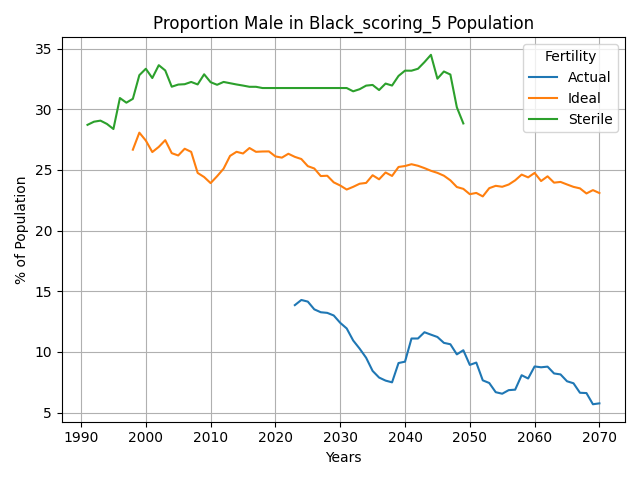 Proportion Male in Black_scoring_5 Population
35
30
25
20
15
10
5
% of Population
Fertility
Actual
Ideal
Sterile
1990 2000 2010 2020 2030 2040 2050 2060 2070
Years